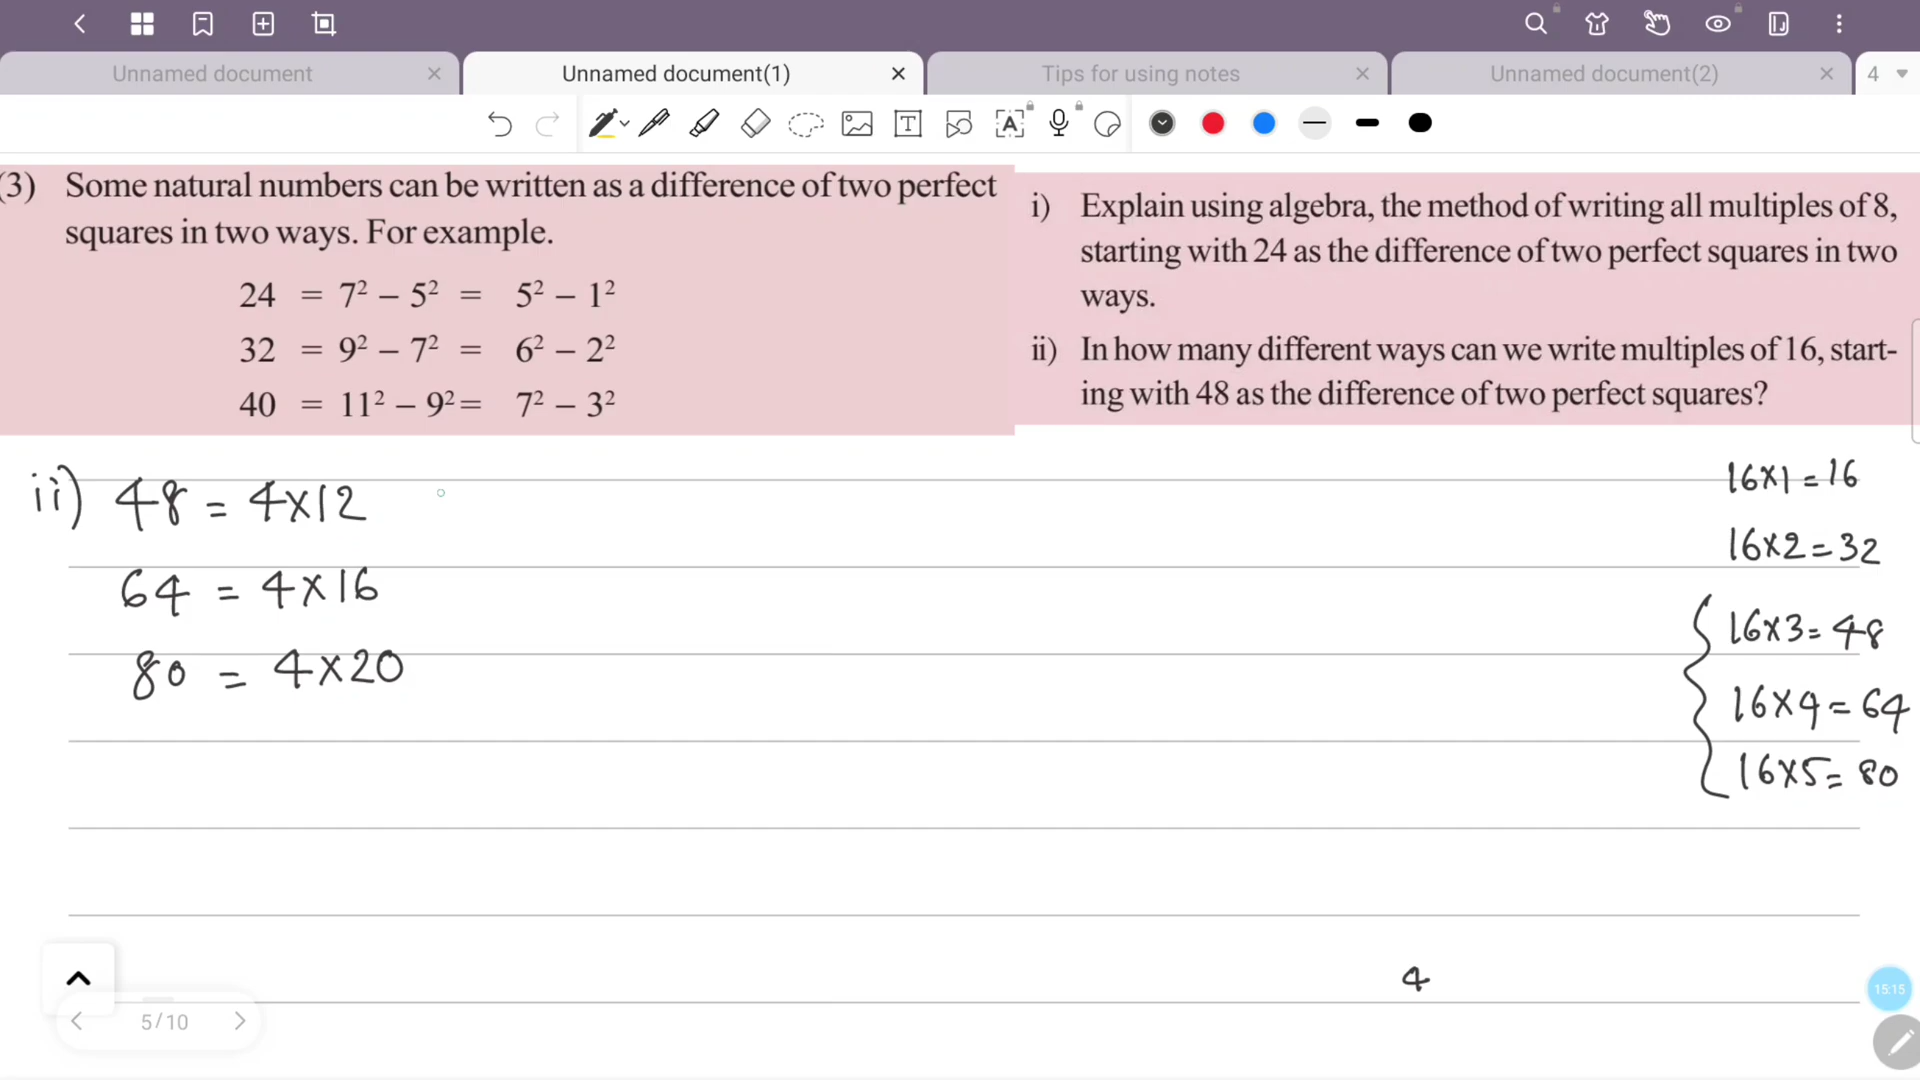 Unnamed document
Unnamed document(1)
Tips for using notes
Unnamed document(2)
4
(3) Some natural numbers can be written as a difference of two perfect
squares in two ways. For example.
24 = 7² – 5² = 5² – 1²
32 = 9² – 7² = 6² – 2²
40 = 11² – 9² = 7² – 3²
i) Explain using algebra, the method of writing all multiples of 8,
starting with 24 as the difference of two perfect squares in two
ways.
ii) In how many different ways can we write multiples of 16, start-
ing with 48 as the difference of two perfect squares?
ii) 48 = 4×12
64 = 4×16
80 = 4×20
16×1=16
16×2=32
16×3=48
16×4=64
16×5=80
4
15:15
5/10